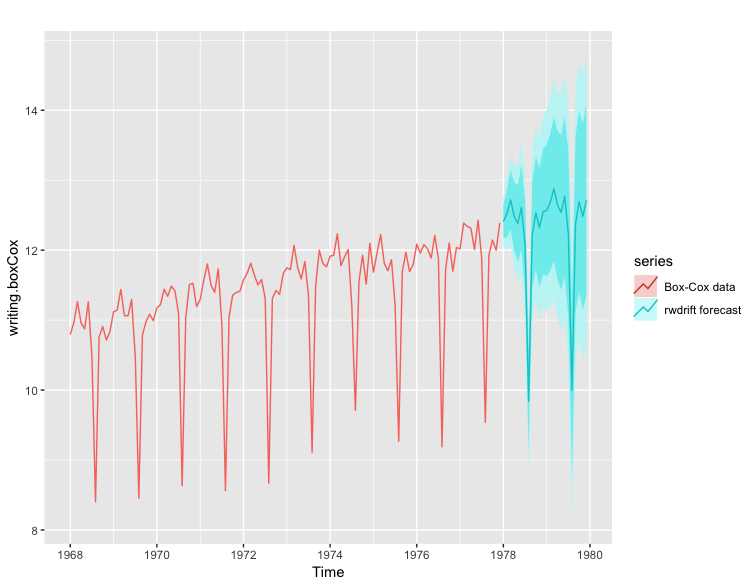 14
12
10
8
writing.boxCox
1968 1970 1972 1974 1976 1978 1980
Time
series
Box-Cox data
rwdrift forecast